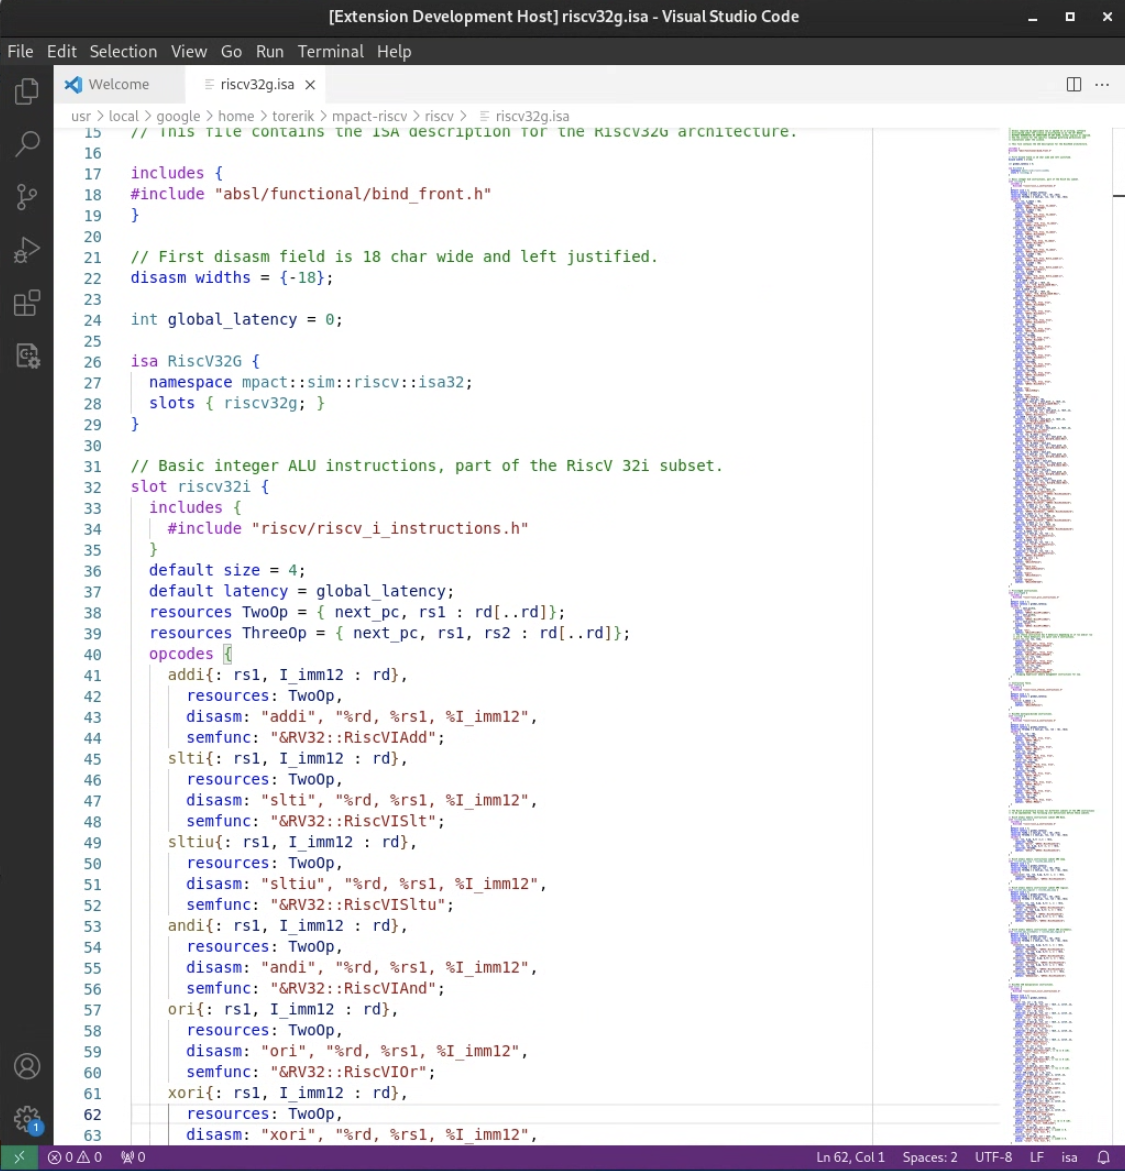 [Extension Development Host] riscv32g.isa - Visual Studio Code
File Edit Selection View Go Run Terminal Help
Welcome
riscv32g.isa
usr > local > google > home > torerik > mpact-riscv > riscv > riscv32g.isa
15 // This file contains the ISA description for the RiscV32G architecture.
16
17 includes {
18 #include "absl/functional/bind_front.h"
19 }
20
21 // First disasm field is 18 char wide and left justified.
22 disasm widths = {-18};
23
24 int global_latency = 0;
25
26 isa RiscV32G {
27   namespace mpact::sim::riscv::isa32;
28   slots { riscv32g; }
29 }
30
31 // Basic integer ALU instructions, part of the RiscV 32i subset.
32 slot riscv32i {
33   includes {
34     #include "riscv/riscv_i_instructions.h"
35   }
36   default size = 4;
37   default latency = global_latency;
38   resources TwoOp = { next_pc, rs1 : rd[..rd]};
39   resources ThreeOp = { next_pc, rs1, rs2 : rd[..rd]};
40   opcodes {
41     addi{: rs1, I_imm12 : rd},
42       resources: TwoOp,
43       disasm: "addi", "%rd, %rs1, %I_imm12",
44       semfunc: "&RV32::RiscVIAdd";
45     slti{: rs1, I_imm12 : rd},
46       resources: TwoOp,
47       disasm: "slti", "%rd, %rs1, %I_imm12",
48       semfunc: "&RV32::RiscVISlt";
49     sltiu{: rs1, I_imm12 : rd},
50       resources: TwoOp,
51       disasm: "sltiu", "%rd, %rs1, %I_imm12",
52       semfunc: "&RV32::RiscVISltu";
53     andi{: rs1, I_imm12 : rd},
54       resources: TwoOp,
55       disasm: "andi", "%rd, %rs1, %I_imm12",
56       semfunc: "&RV32::RiscVIAnd";
57     ori{: rs1, I_imm12 : rd},
58       resources: TwoOp,
59       disasm: "ori", "%rd, %rs1, %I_imm12",
60       semfunc: "&RV32::RiscVIOr";
61     xori{: rs1, I_imm12 : rd},
62       resources: TwoOp,
63       disasm: "xori", "%rd, %rs1, %I_imm12",
1
0 0 0 Ln 62, Col 1 Spaces: 2 UTF-8 LF isa